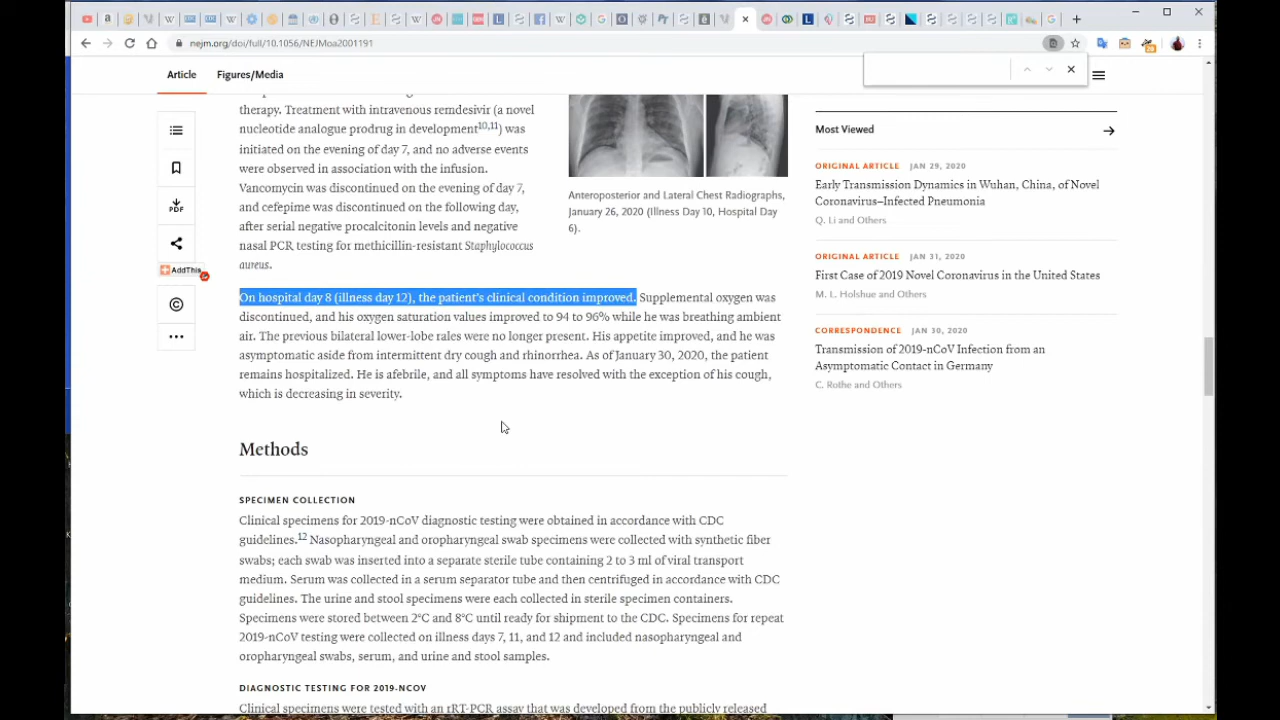 nejm.org/doi/full/10.1056/NEJMoa2001191
Article
Figures/Media
therapy. Treatment with intravenous remdesivir (a novel
nucleotide analogue prodrug in development10,11) was
initiated on the evening of day 7, and no adverse events
were observed in association with the infusion.
Vancomycin was discontinued on the evening of day 7,
and cefepime was discontinued on the following day,
after serial negative procalcitonin levels and negative
nasal PCR testing for methicillin-resistant Staphylococcus
aureus.
Anteroposterior and Lateral Chest Radiographs,
January 26, 2020 (Illness Day 10, Hospital Day
6).
PDF
AddThis
On hospital day 8 (illness day 12), the patient's clinical condition improved. Supplemental oxygen was
discontinued, and his oxygen saturation values improved to 94 to 96% while he was breathing ambient
air. The previous bilateral lower-lobe rales were no longer present. His appetite improved, and he was
asymptomatic aside from intermittent dry cough and rhinorrhea. As of January 30, 2020, the patient
remains hospitalized. He is afebrile, and all symptoms have resolved with the exception of his cough,
which is decreasing in severity.
Methods
SPECIMEN COLLECTION
Clinical specimens for 2019-nCoV diagnostic testing were obtained in accordance with CDC
guidelines.12 Nasopharyngeal and oropharyngeal swab specimens were collected with synthetic fiber
swabs; each swab was inserted into a separate sterile tube containing 2 to 3 ml of viral transport
medium. Serum was collected in a serum separator tube and then centrifuged in accordance with CDC
guidelines. The urine and stool specimens were each collected in sterile specimen containers.
Specimens were stored between 2°C and 8°C until ready for shipment to the CDC. Specimens for repeat
2019-nCoV testing were collected on illness days 7, 11, and 12 and included nasopharyngeal and
oropharyngeal swabs, serum, and urine and stool samples.
DIAGNOSTIC TESTING FOR 2019-NCOV
Clinical specimens were tested with an rRT-PCR assay that was developed from the publicly released
Most Viewed
ORIGINAL ARTICLE JAN 29, 2020
Early Transmission Dynamics in Wuhan, China, of Novel
Coronavirus–Infected Pneumonia
Q. Li and Others
ORIGINAL ARTICLE JAN 31, 2020
First Case of 2019 Novel Coronavirus in the United States
M. L. Holshue and Others
CORRESPONDENCE JAN 30, 2020
Transmission of 2019-nCoV Infection from an
Asymptomatic Contact in Germany
C. Rothe and Others